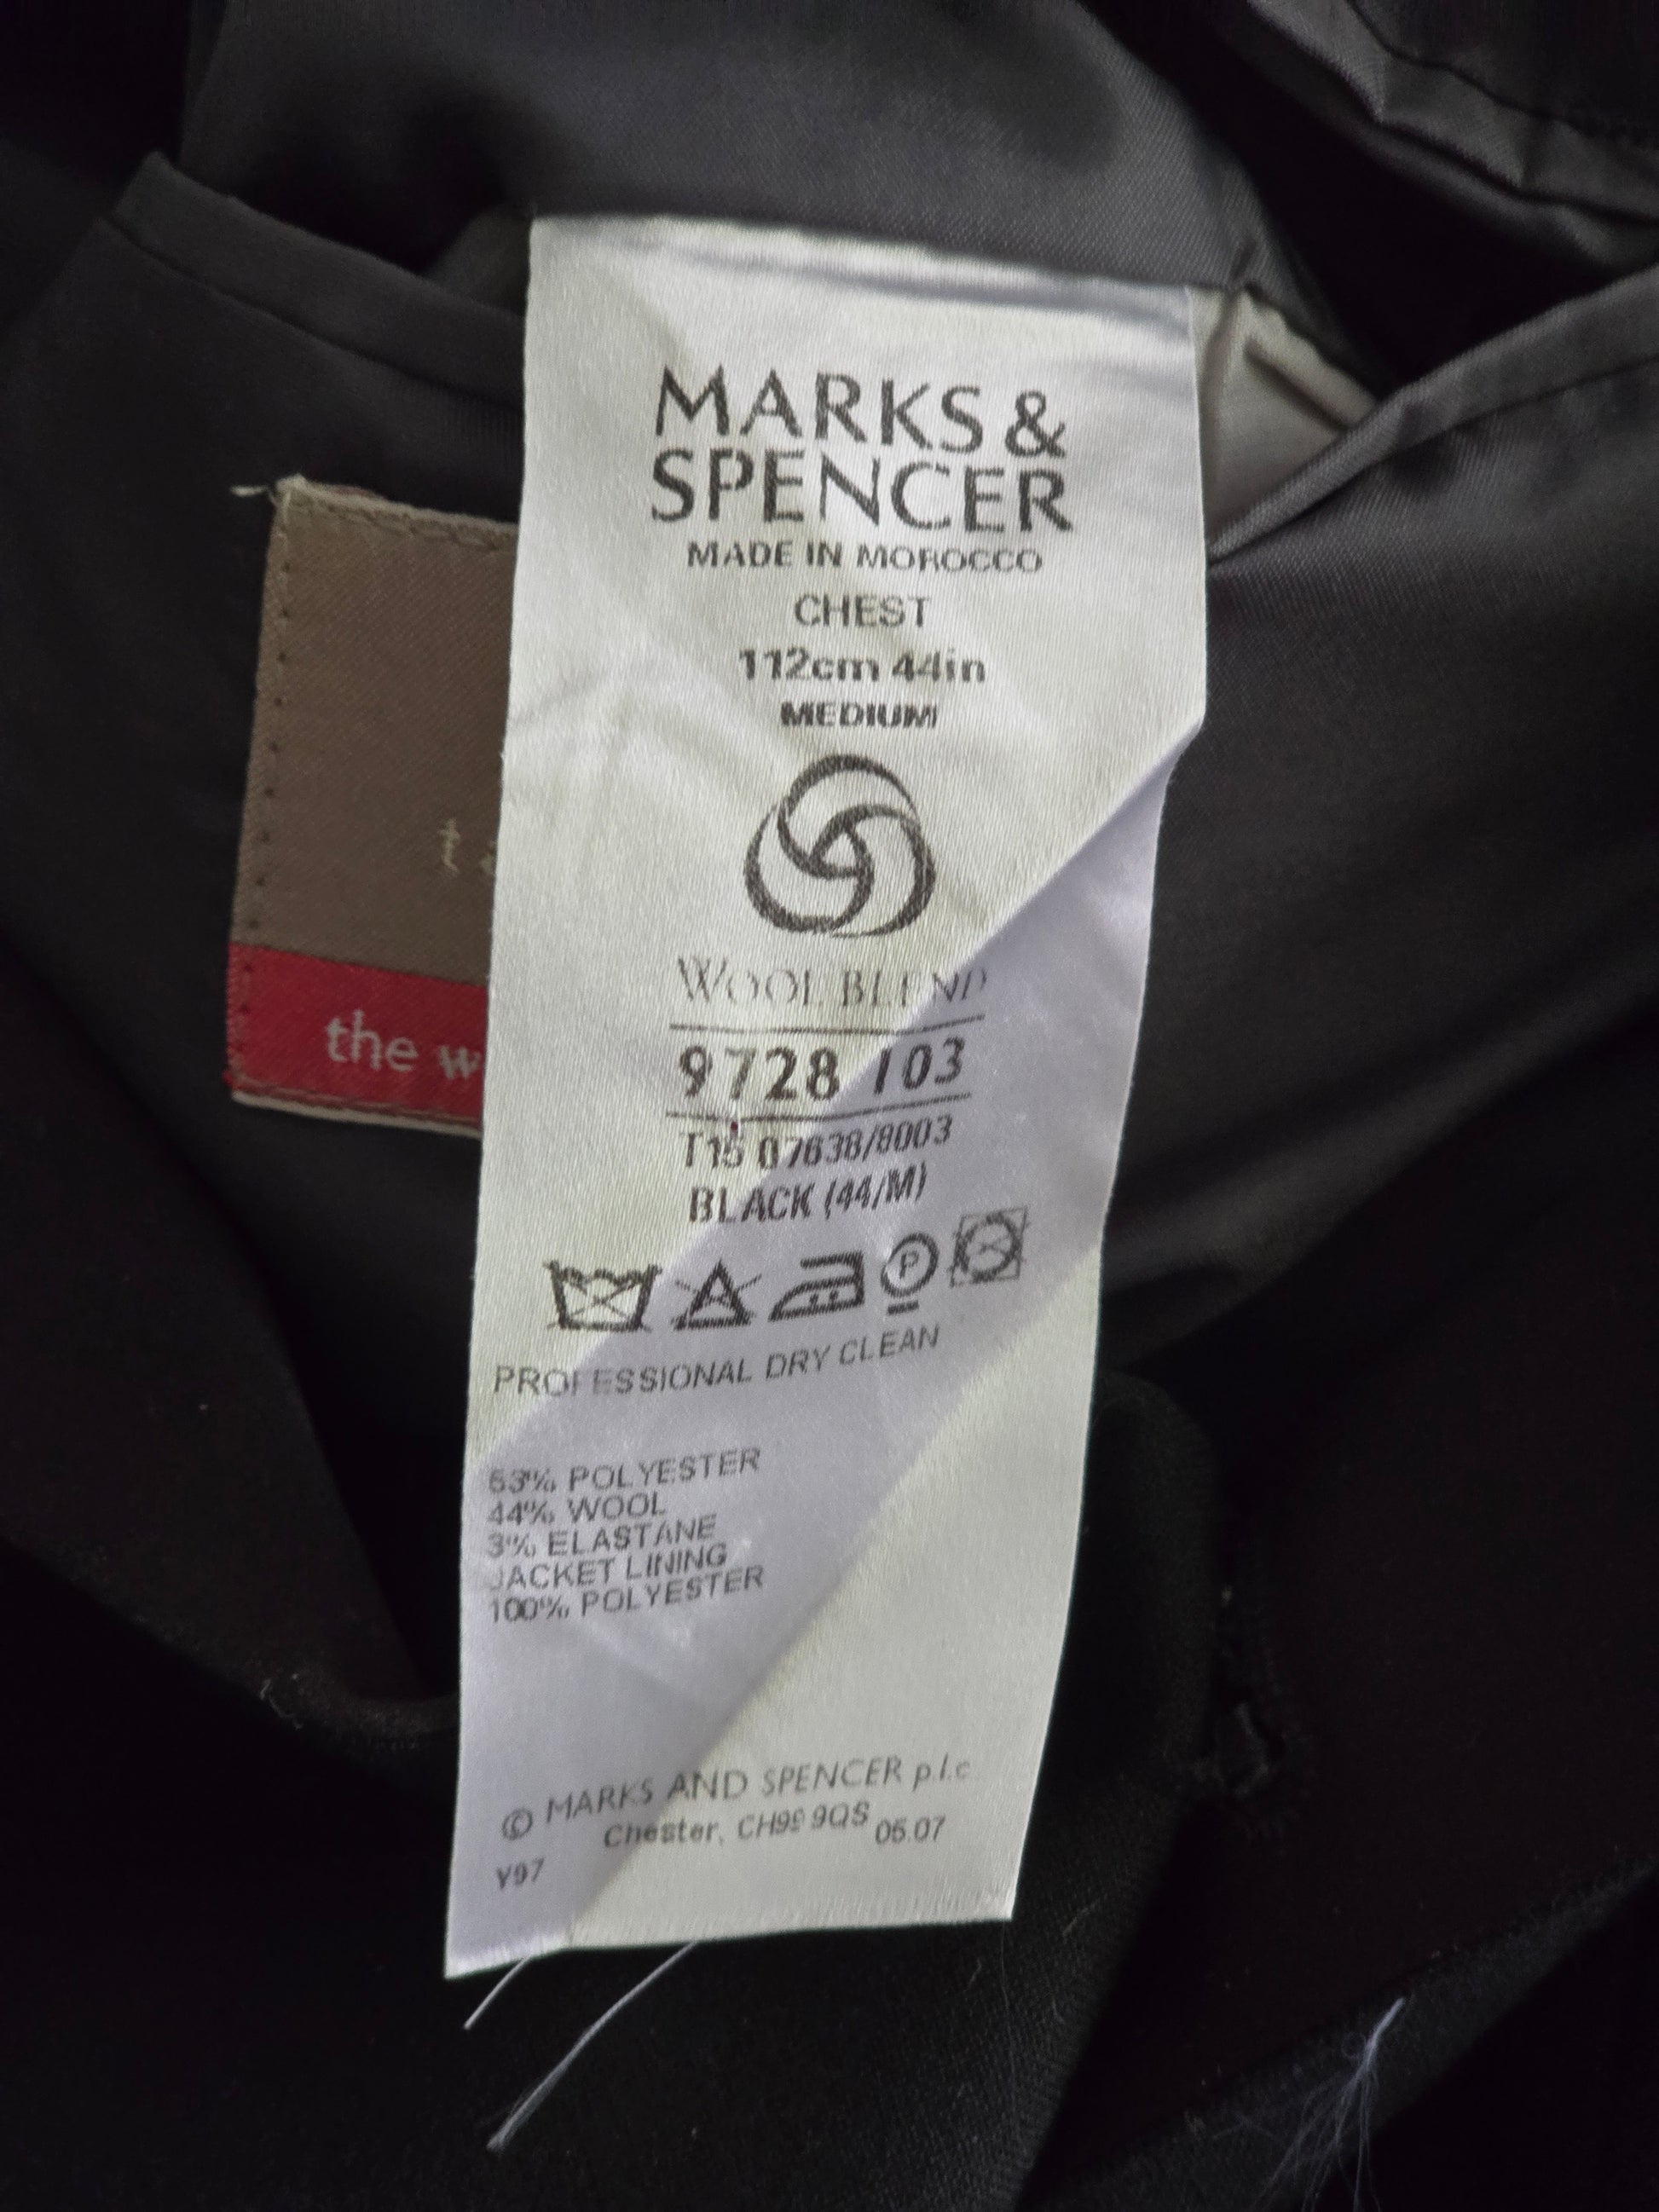 MARKS &
SPENCER
MADE IN MOROCCO
CHEST
112cm 44in
MEDIUM
WOOL BLEND
9728 103
T15 07638/8003
BLACK (44/M)
P
PROFESSIONAL DRY CLEAN
53% POLYESTER
44% WOOL
3% ELASTANE
JACKET LINING
100% POLYESTER
© MARKS AND SPENCER p.l.c.
Chester, CH99 9QS 05.07
Y97
the